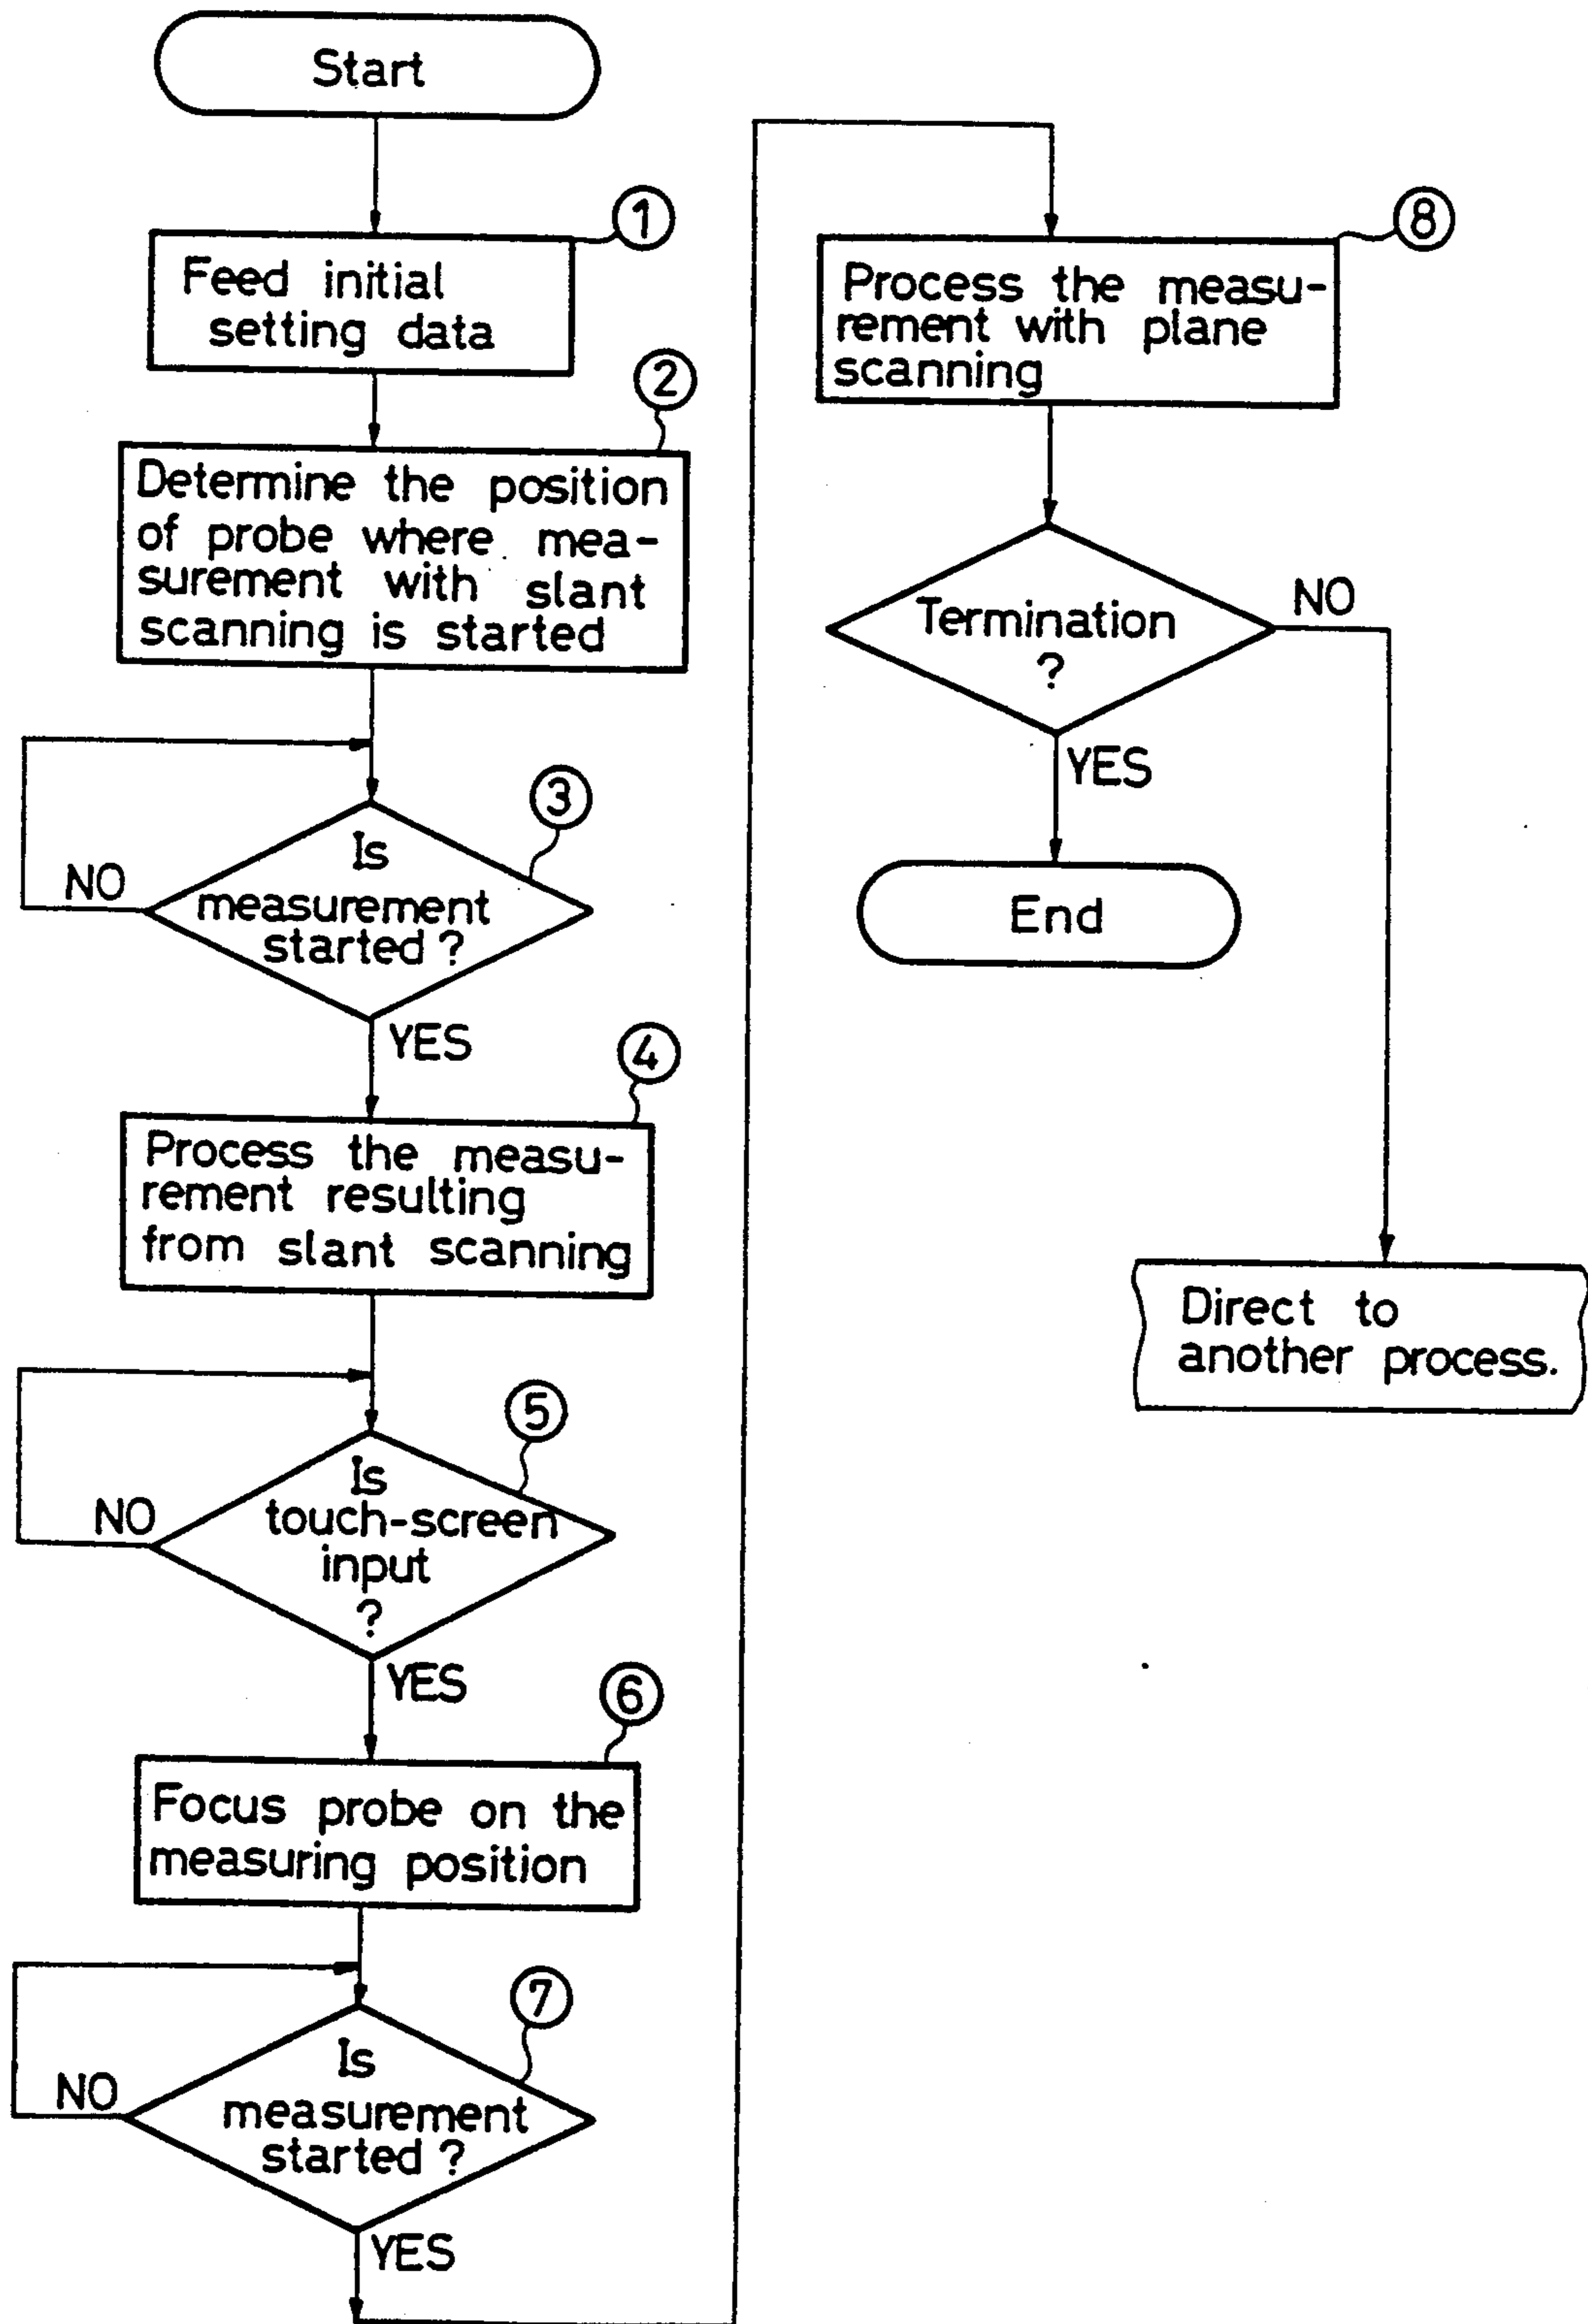 Start
①
Feed initial
setting data
②
Determine the position
of probe where mea-
surement with slant
scanning is started
③
Is
measurement
started ?
NO
YES
④
Process the measu-
rement resulting
from slant scanning
⑤
Is
touch-screen
input
?
NO
YES
⑥
Focus probe on the
measuring position
⑦
Is
measurement
started ?
NO
YES
⑧
Process the measu-
rement with plane
scanning
Termination
?
NO
YES
End
Direct to
another process.